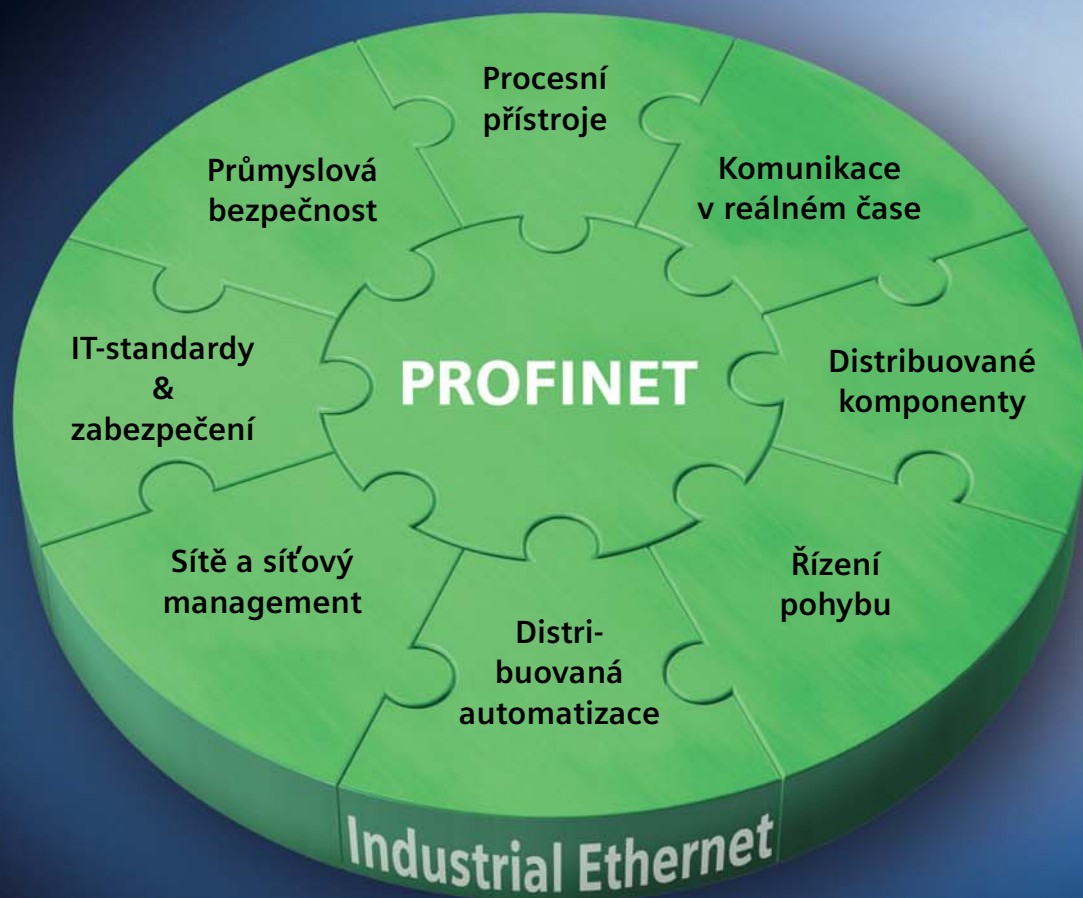 Procesní
přístroje
Komunikace
v reálném čase
Distribuované
komponenty
Řízení
pohybu
Distri-
buovaná
automatizace
Sítě a síťový
management
IT-standardy
&
zabezpečení
Průmyslová
bezpečnost
PROFINET
Industrial Ethernet